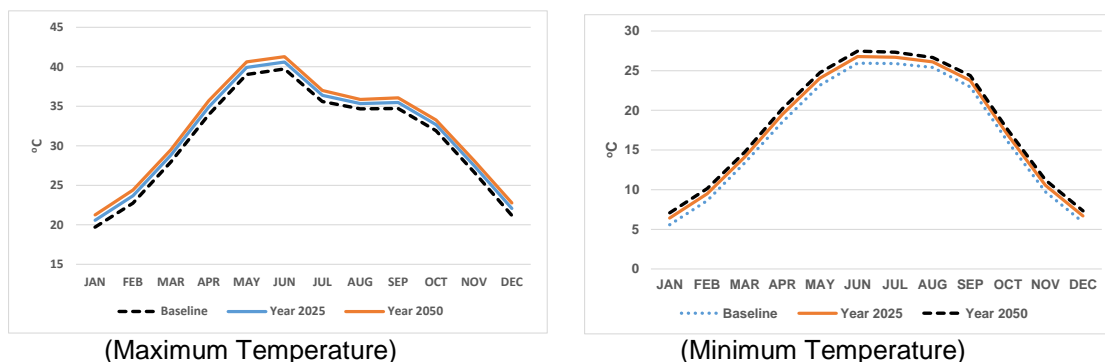 45
40
35
30
25
20
15
ºC
JAN FEB MAR APR MAY JUN JUL AUG SEP OCT NOV DEC
Baseline Year 2025 Year 2050
(Maximum Temperature)
30
25
20
15
10
5
0
ºC
JAN FEB MAR APR MAY JUN JUL AUG SEP OCT NOV DEC
Baseline Year 2025 Year 2050
(Minimum Temperature)